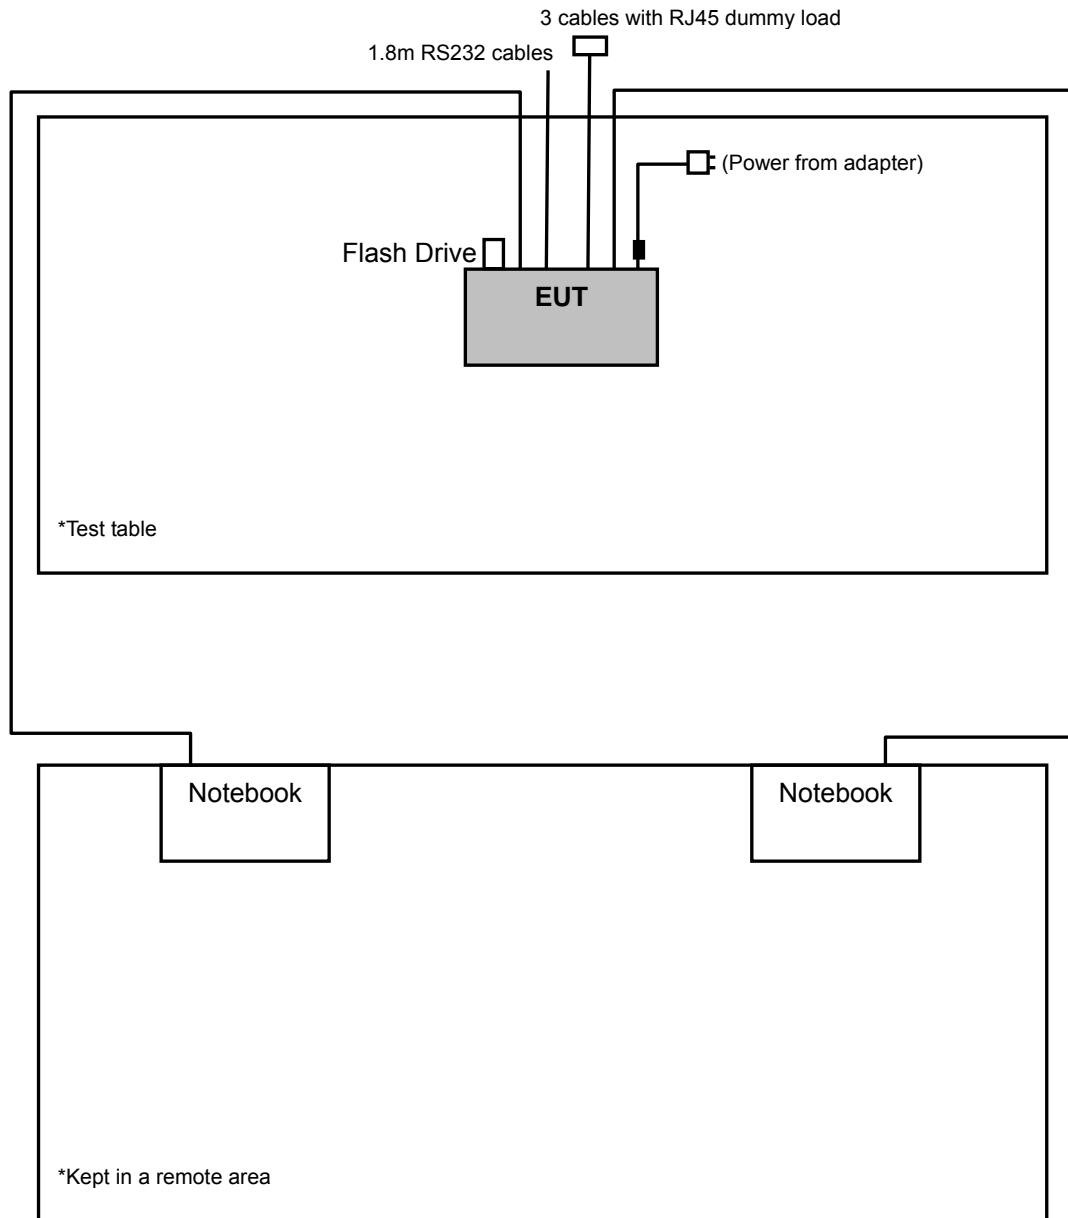 3 cables with RJ45 dummy load
1.8m RS232 cables
(Power from adapter)
Flash Drive
EUT
*Test table
Notebook
Notebook
*Kept in a remote area